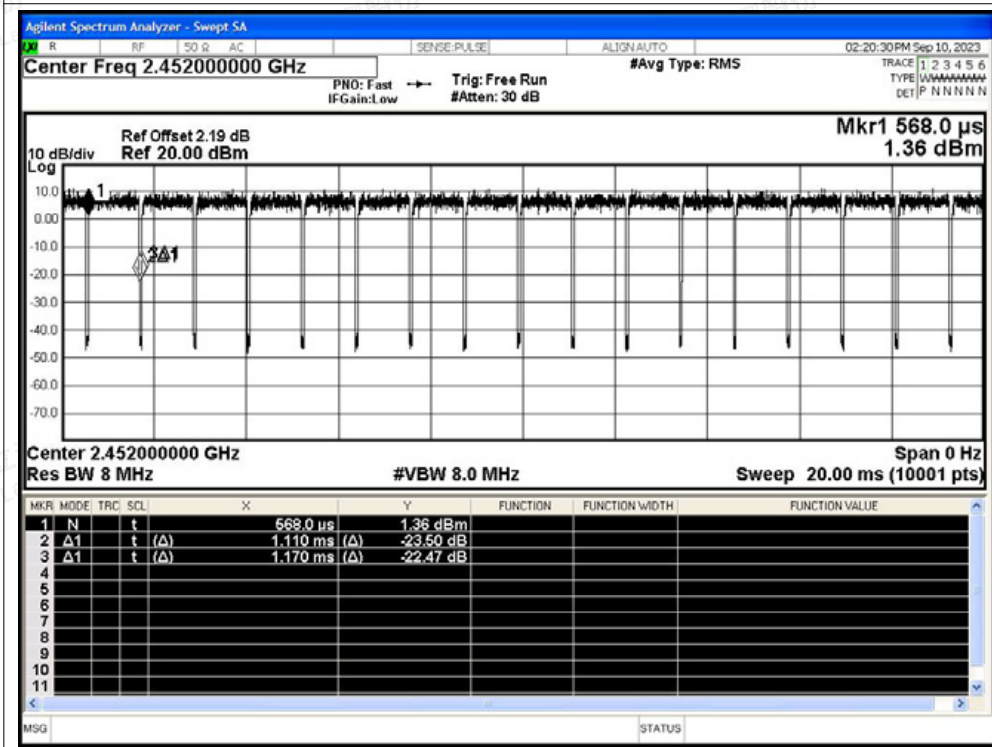 Agilent Spectrum Analyzer - Swept SA
LXI R RF 50 Ω AC SENSE:PULSE ALIGN AUTO 02:20:30 PM Sep 10, 2023
Center Freq 2.452000000 GHz #Avg Type: RMS TRACE 1 2 3 4 5 6
PNO: Fast Trig: Free Run TYPE WWWWWW
IFGain:Low #Atten: 30 dB DET P N N N N N
Mkr1 568.0 µs
Ref Offset 2.19 dB
10 dB/div Ref 20.00 dBm 1.36 dBm
Log
10.0 1
0.00
-10.0 3Δ1
-20.0
-30.0
-40.0
-50.0
-60.0
-70.0
Center 2.452000000 GHz Span 0 Hz
Res BW 8 MHz #VBW 8.0 MHz Sweep 20.00 ms (10001 pts)
MKR MODE TRC SCL X Y FUNCTION FUNCTION WIDTH FUNCTION VALUE
1 N t 568.0 µs 1.36 dBm
2 Δ1 t (Δ) 1.110 ms (Δ) -23.50 dB
3 Δ1 t (Δ) 1.170 ms (Δ) -22.47 dB
4
5
6
7
8
9
10
11
MSG STATUS